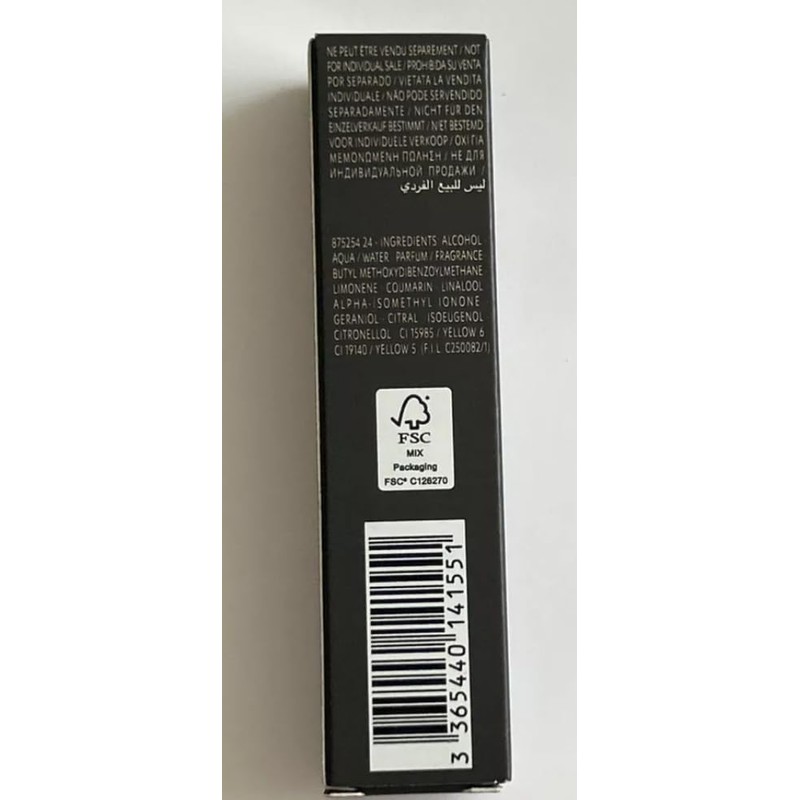 NE PEUT ÊTRE VENDU SÉPARÉMENT / NOT
FOR INDIVIDUAL SALE / PROHIBIDA SU VENTA
POR SEPARADO / VIETATA LA VENDITA
INDIVIDUALE / NÃO PODE SER VENDIDO
SEPARADAMENTE / NICHT FÜR DEN
EINZELVERKAUF BESTIMMT / NIET BESTEMD
VOOR INDIVIDUELE VERKOOP / ΟΧΙ ΓΙΑ
ΜΕΜΟΝΩΜΕΝΗ ΠΩΛΗΣΗ / НЕ ДЛЯ
ИНДИВИДУАЛЬНОЙ ПРОДАЖИ /
ليس للبيع الفردي
875254 24 - INGREDIENTS ALCOHOL
AQUA / WATER PARFUM / FRAGRANCE
BUTYL METHOXYDIBENZOYLMETHANE
LIMONENE COUMARIN LINALOOL
ALPHA-ISOMETHYL IONONE
GERANIOL - CITRAL ISOEUGENOL
CITRONELLOL CI 15985 / YELLOW 6
CI 19140 / YELLOW 5 (F.I.L. C250082/1)
FSC
MIX
Packaging
FSC® C126270
3 365440 141551